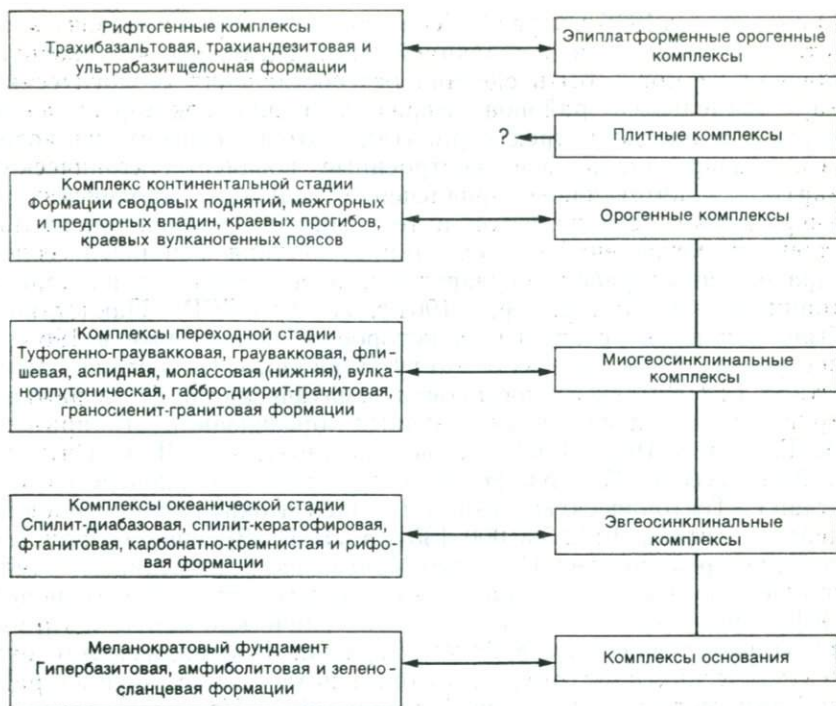 Рифтогенные комплексы
Трахибазальтовая, трахиандезитовая и
ультрабазитщелочная формации
Эпиплатформенные орогенные
комплексы
?
Плитные комплексы
Комплекс континентальной стадии
Формации сводовых поднятий, межгорных
и предгорных впадин, краевых прогибов,
краевых вулканогенных поясов
Орогенные комплексы
Комплексы переходной стадии
Туфогенно-граувакковая, граувакковая, фли-
шевая, аспидная, молассовая (нижняя), вулка
ноплутоническая, габбро-диорит-гранитовая,
граносиенит-гранитовая формации
Миогеосинклинальные
комплексы
Комплексы океанической стадии
Спилит-диабазовая, спилит-кератофировая,
фтанитовая, карбонатно-кремнистая и рифо-
вая формации
Эвгеосинклинальные
комплексы
Меланократовый фундамент
Гипербазитовая, амфиболитовая и зелено-
сланцевая формации
Комплексы основания